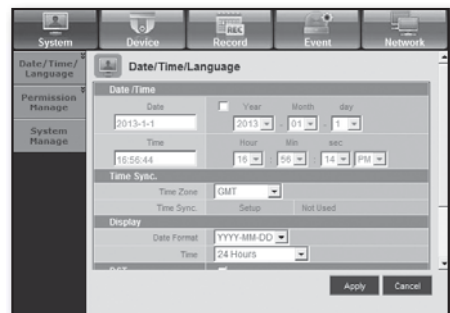 System Device Record Event Network
REC
Date/Time/
Language
Permission
Manage
System
Manage
Date/Time/Language
Date /Time
Date Year Month day
2013-1-1 2013 - 01 - 1
Time Hour Min sec
16:56:44 16 : 56 : 14 PM
Time Sync.
Time Zone GMT
Time Sync. Setup Not Used
Display
Date Format YYYY-MM-DD
Time 24 Hours
DST
Apply Cancel